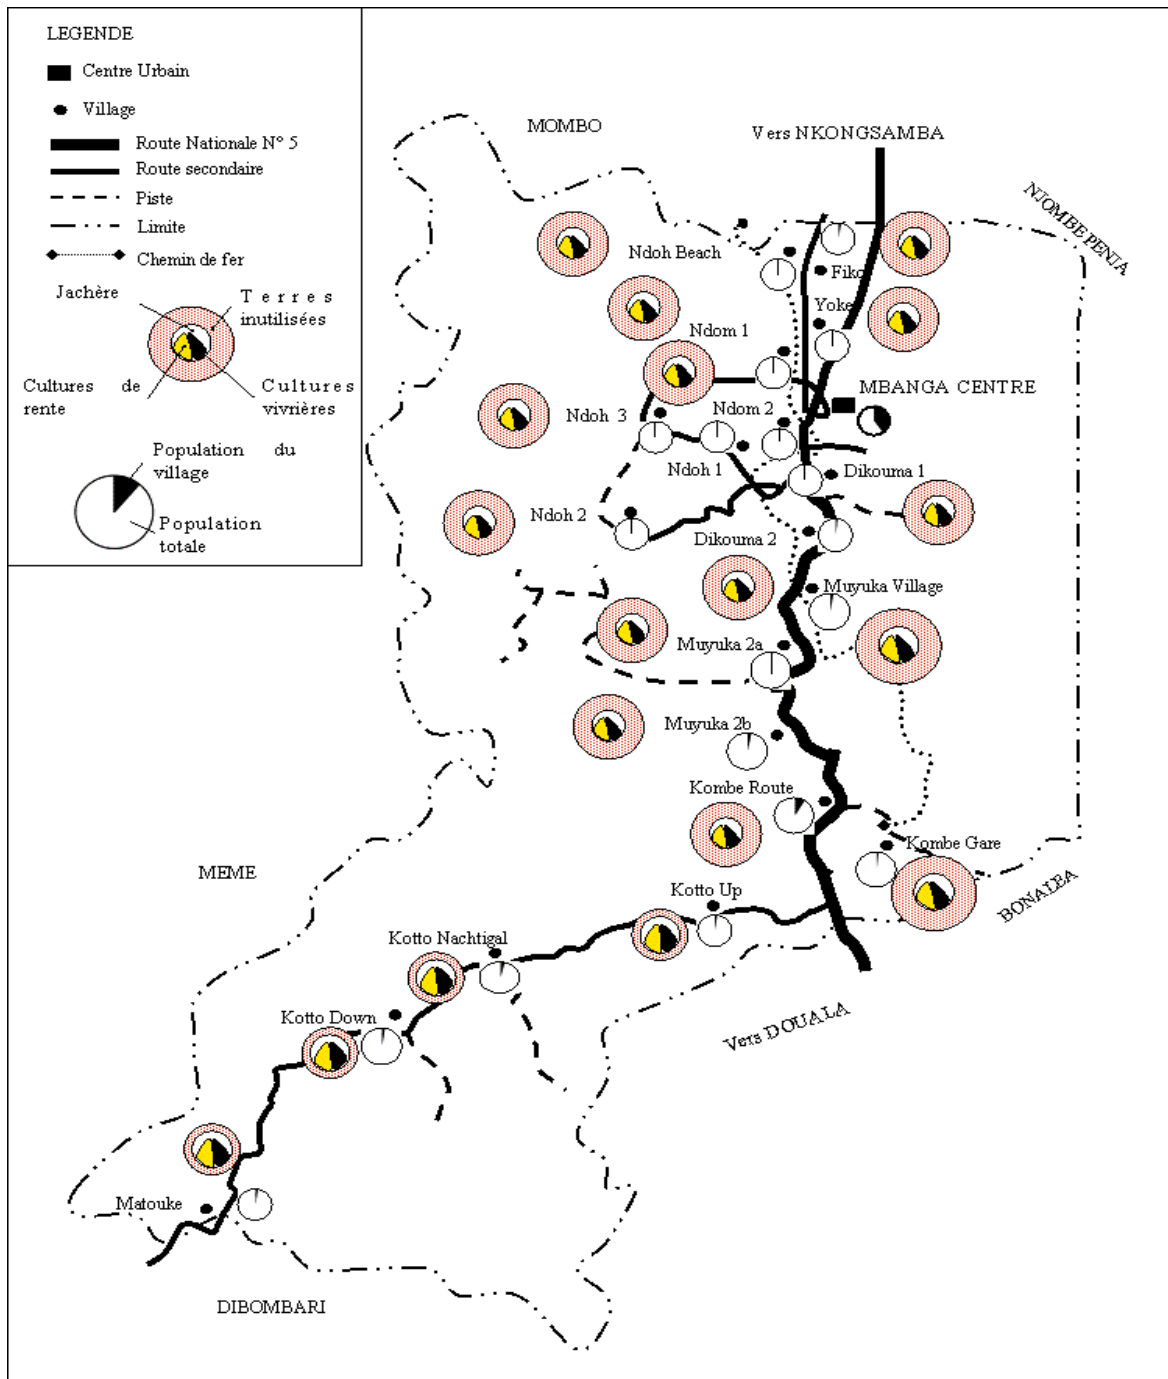 LEGENDE
Centre Urbain
Village
Route Nationale N° 5
Route secondaire
Piste
Limite
Chemin de fer
Jachère
Terres
inutilisées
Cultures de
rente
Cultures
vivrières
Population du
village
Population
totale
MOMBO
Vers NKONGSAMBA
NJOMBE PENJA
Ndoh Beach
Fiko
Yoke
Ndom 1
MBANGA CENTRE
Ndoh 3
Ndom 2
Ndoh 1
Dikouma 1
Ndoh 2
Dikouma 2
Muyuka Village
Muyuka 2a
Muyuka 2b
Kombe Route
Kombe Gare
MEME
Kotto Up
BONALEA
Kotto Nachtigal
Kotto Down
Vers DOUALA
Matouke
DIBOMBARI